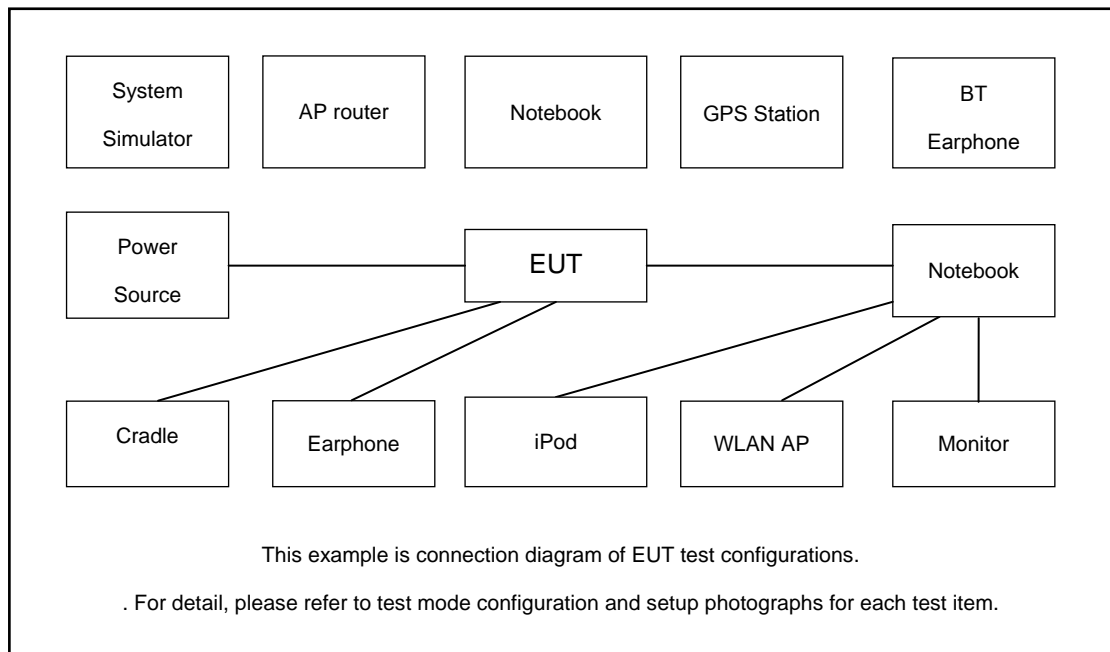 System
Simulator
AP router
Notebook
GPS Station
BT
Earphone
Power
Source
EUT
Notebook
Cradle
Earphone
iPod
WLAN AP
Monitor
This example is connection diagram of EUT test configurations.
. For detail, please refer to test mode configuration and setup photographs for each test item.